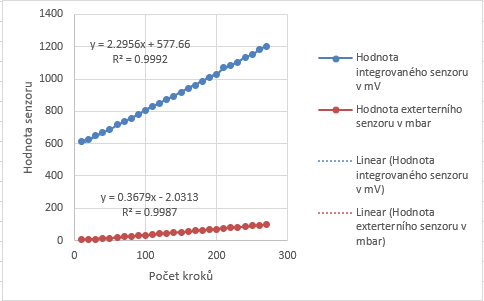 1400
1200
1000
800
600
400
200
0
Hodnota senzoru
y = 2.2956x + 577.66
R² = 0.9992
y = 0.3679x - 2.0313
R² = 0.9987
0 100 200 300
Počet kroků
Hodnota
integrovaného senzoru
v mV
Hodnota exterterního
senzoru v mbar
Linear (Hodnota
integrovaného senzoru
v mV)
Linear (Hodnota
exterterního senzoru v
mbar)